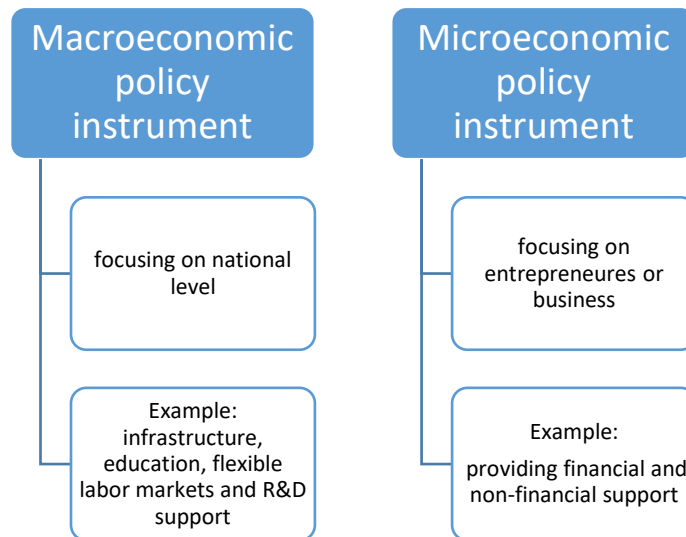 Macroeconomic
policy
instrument
focusing on national
level
Example:
infrastructure,
education, flexible
labor markets and R&D
support
Microeconomic
policy
instrument
focusing on
entrepreneures or
business
Example:
providing financial and
non-financial support